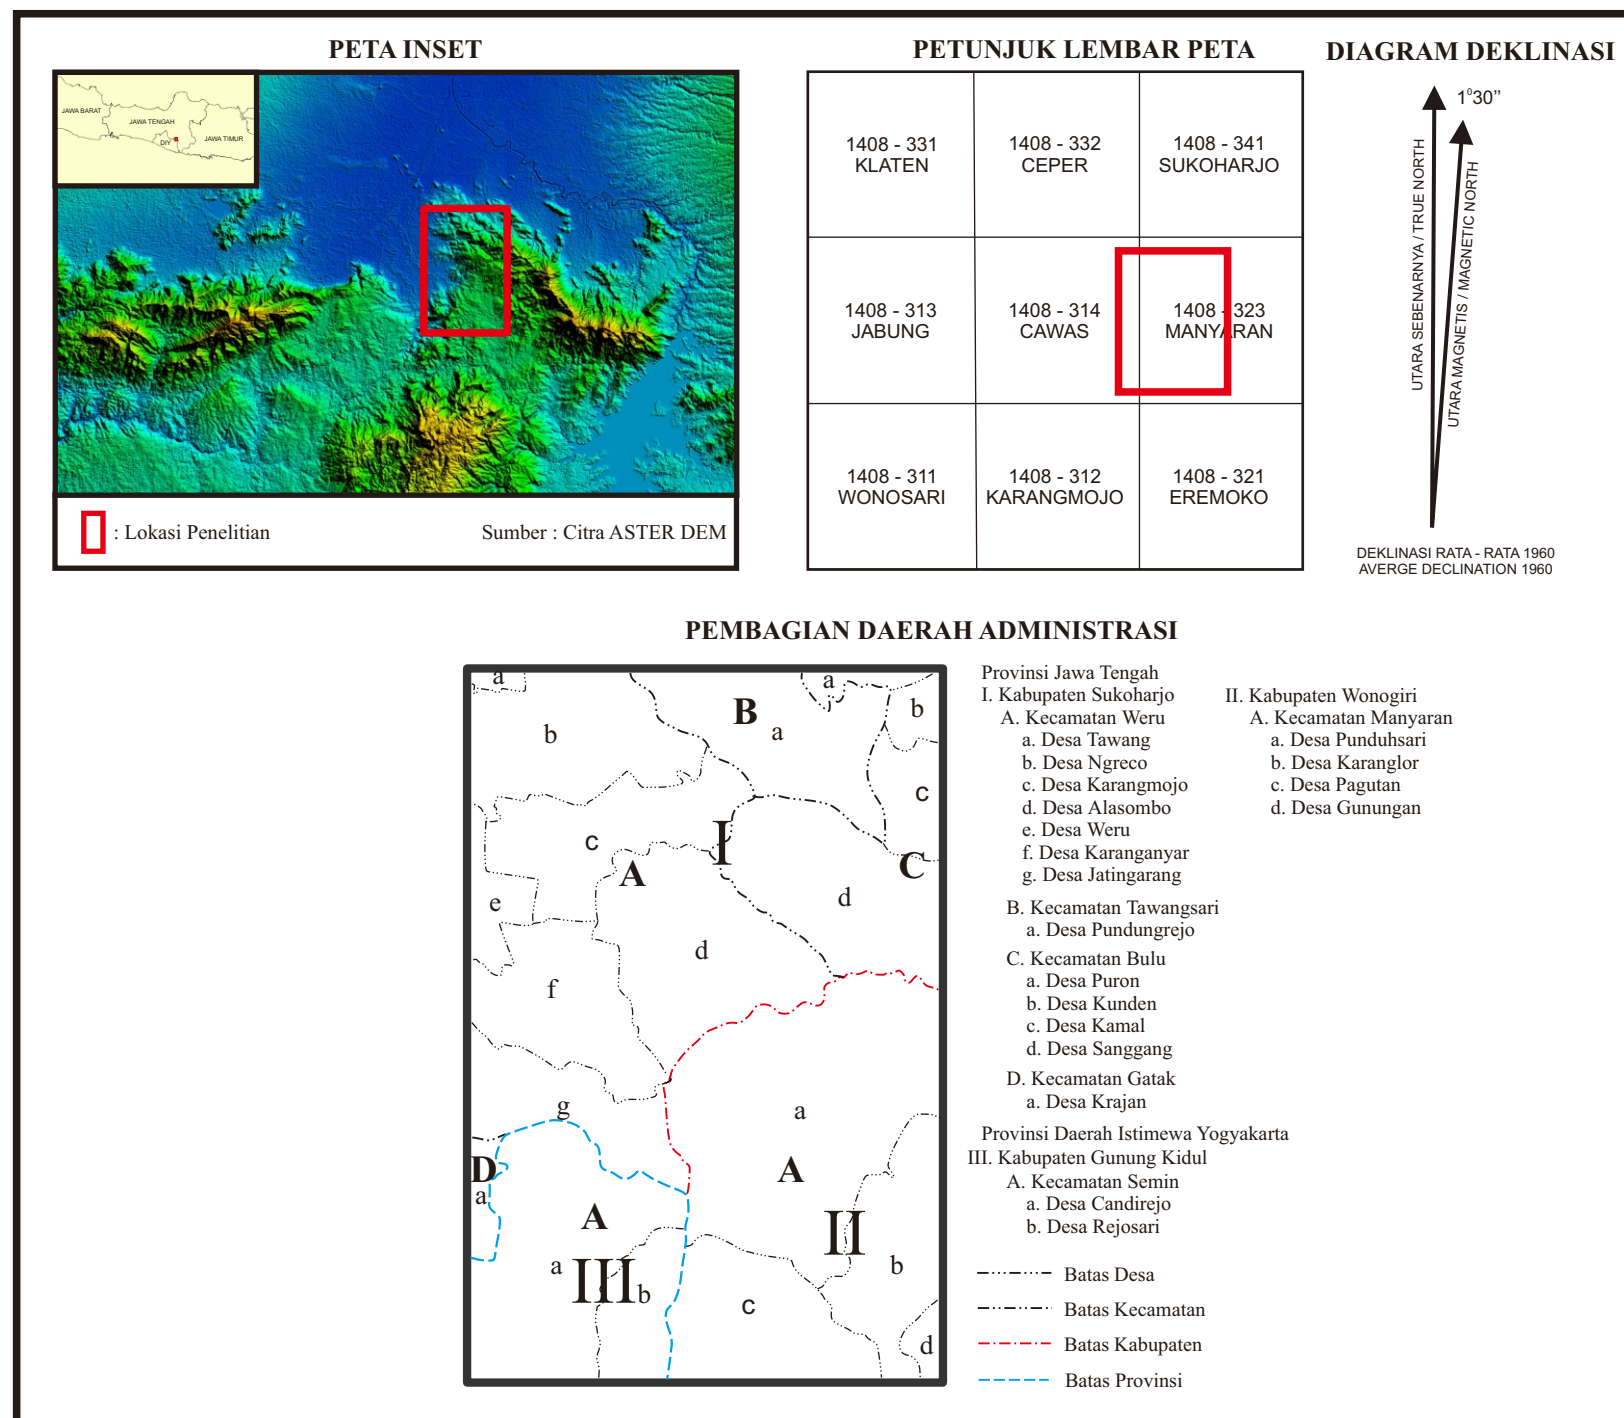 PETA INSET
JAWA BARAT
JAWA TENGAH
DIY
JAWA TIMUR
: Lokasi Penelitian
Sumber : Citra ASTER DEM
PETUNJUK LEMBAR PETA
1408 - 331
KLATEN
1408 - 332
CEPER
1408 - 341
SUKOHARJO
1408 - 313
JABUNG
1408 - 314
CAWAS
1408 - 323
MANYARAN
1408 - 311
WONOSARI
1408 - 312
KARANGMOJO
1408 - 321
EREMOKO
DIAGRAM DEKLINASI
1⁰30”
UTARA SEBENARNYA / TRUE NORTH
UTARA MAGNETIS / MAGNETIC NORTH
DEKLINASI RATA - RATA 1960
AVERGE DECLINATION 1960
PEMBAGIAN DAERAH ADMINISTRASI
a
a
b
B
a
b
c
c
I
A
C
e
d
d
f
g
a
D
A
a
A
II
a
III
b
b
c
d
Provinsi Jawa Tengah
I. Kabupaten Sukoharjo
A. Kecamatan Weru
a. Desa Tawang
b. Desa Ngreco
c. Desa Karangmojo
d. Desa Alasombo
e. Desa Weru
f. Desa Karanganyar
g. Desa Jatingarang
B. Kecamatan Tawangsari
a. Desa Pundungrejo
C. Kecamatan Bulu
a. Desa Puron
b. Desa Kunden
c. Desa Kamal
d. Desa Sanggang
D. Kecamatan Gatak
a. Desa Krajan
Provinsi Daerah Istimewa Yogyakarta
III. Kabupaten Gunung Kidul
A. Kecamatan Semin
a. Desa Candirejo
b. Desa Rejosari
II. Kabupaten Wonogiri
A. Kecamatan Manyaran
a. Desa Punduhsari
b. Desa Karanglor
c. Desa Pagutan
d. Desa Gunungan
Batas Desa
Batas Kecamatan
Batas Kabupaten
Batas Provinsi